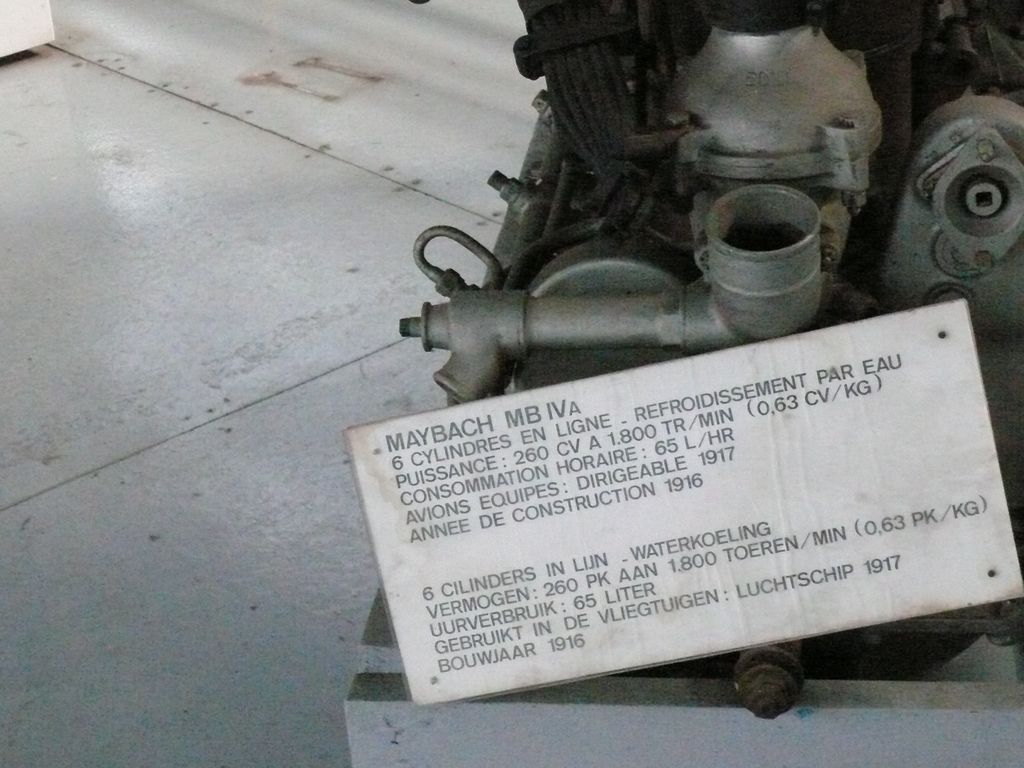 MAYBACH MB IVA
6 CYLINDRES EN LIGNE - REFROIDISSEMENT PAR EAU
PUISSANCE : 260 CV A 1.800 TR/MIN (0,63 CV/KG)
CONSOMMATION HORAIRE : 65 L/HR
AVIONS EQUIPES : DIRIGEABLE 1917
ANNEE DE CONSTRUCTION 1916
6 CILINDERS IN LIJN - WATERKOELING
VERMOGEN : 260 PK AAN 1.800 TOEREN/MIN (0,63 PK/KG)
UURVERBRUIK : 65 LITER
GEBRUIKT IN DE VLIEGTUIGEN : LUCHTSCHIP 1917
BOUWJAAR 1916